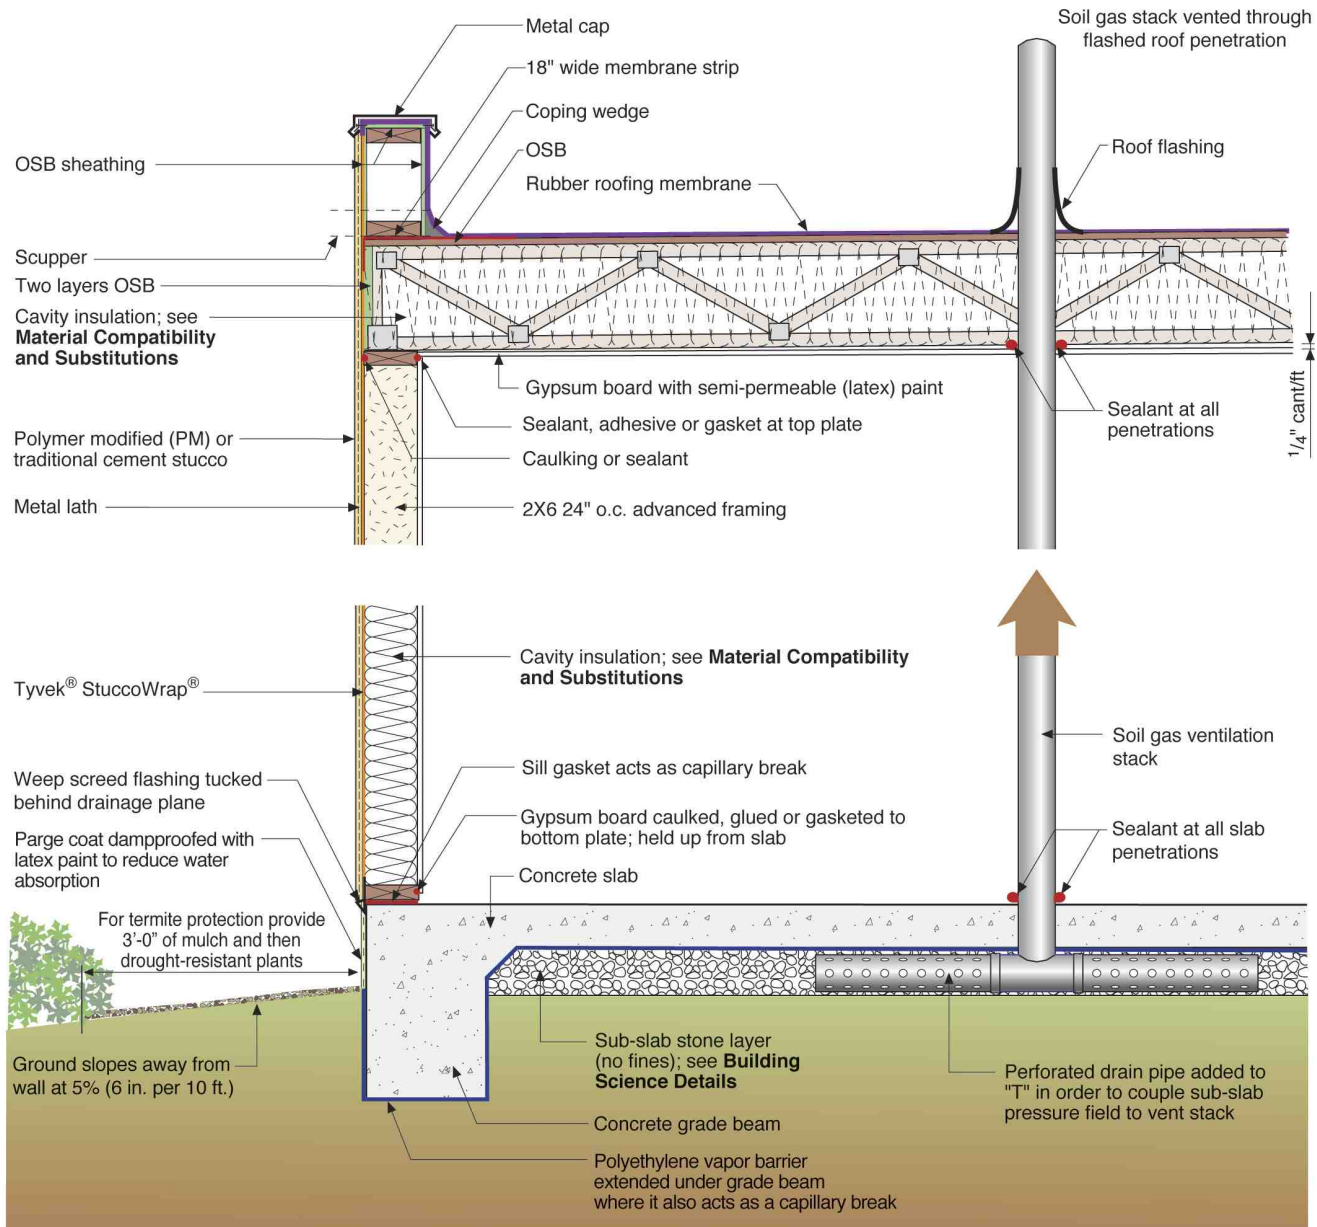 Metal cap
18" wide membrane strip
Coping wedge
OSB
Rubber roofing membrane
Soil gas stack vented through
flashed roof penetration
Roof flashing
OSB sheathing
Scupper
Two layers OSB
Cavity insulation; see
Material Compatibility
and Substitutions
Polymer modified (PM) or
traditional cement stucco
Metal lath
Gypsum board with semi-permeable (latex) paint
Sealant, adhesive or gasket at top plate
Caulking or sealant
2X6 24" o.c. advanced framing
Sealant at all
penetrations
1/4" cant/ft
Cavity insulation; see Material Compatibility
and Substitutions
Tyvek® StuccoWrap®
Weep screed flashing tucked
behind drainage plane
Parge coat dampproofed with
latex paint to reduce water
absorption
For termite protection provide
3'-0" of mulch and then
drought-resistant plants
Ground slopes away from
wall at 5% (6 in. per 10 ft.)
Sill gasket acts as capillary break
Gypsum board caulked, glued or gasketed to
bottom plate; held up from slab
Concrete slab
Soil gas ventilation
stack
Sealant at all slab
penetrations
Sub-slab stone layer
(no fines); see Building
Science Details
Concrete grade beam
Polyethylene vapor barrier
extended under grade beam
where it also acts as a capillary break
Perforated drain pipe added to
"T" in order to couple sub-slab
pressure field to vent stack